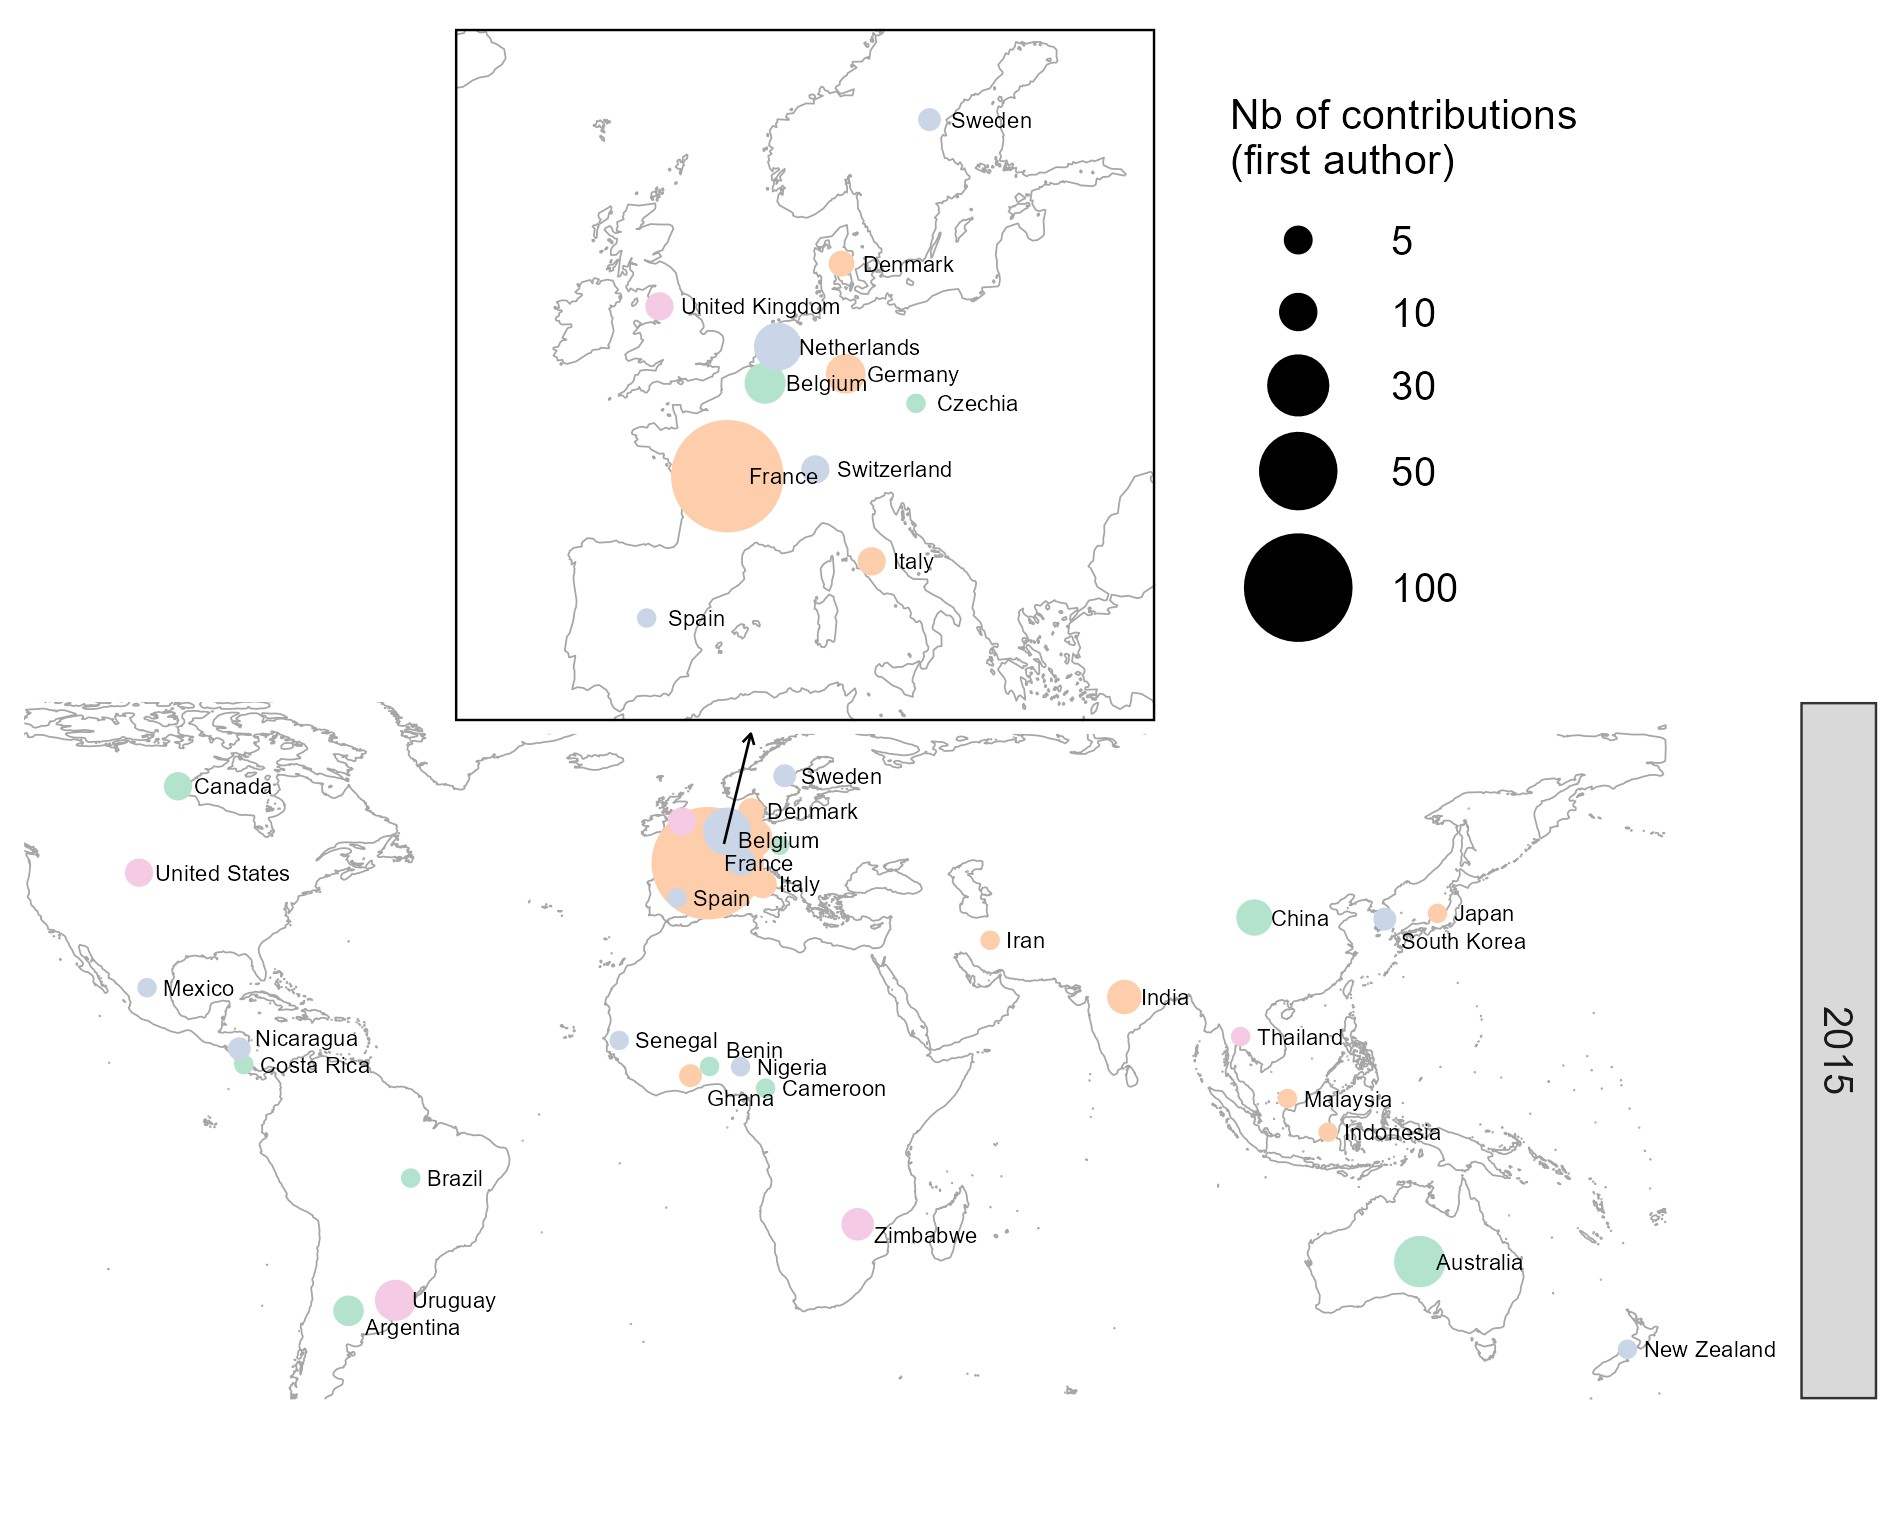 Nb of contributions
(first author)
5
10
30
50
100
Sweden
Denmark
United Kingdom
Netherlands
Germany
Belgium
Czechia
France
Switzerland
Italy
Spain
2015
Canada
United States
Mexico
Nicaragua
Costa Rica
Brazil
Uruguay
Argentina
Sweden
Denmark
Belgium
France
Italy
Spain
Senegal
Benin
Nigeria
Cameroon
Ghana
Zimbabwe
Iran
India
China
Japan
South Korea
Thailand
Malaysia
Indonesia
Australia
New Zealand